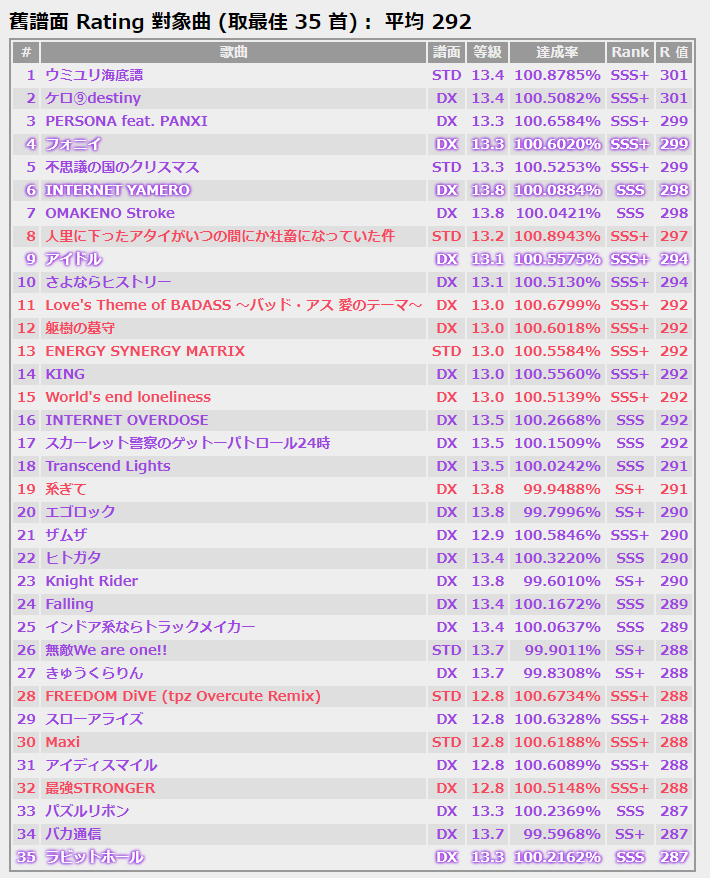 舊譜面 Rating 對象曲 (取最佳 35 首) : 平均 292
# 歌曲 譜面 等級 達成率 Rank R 值
1 ウミユリ海底譚 STD 13.4 100.8785% SSS+ 301
2 ケロ⑨destiny DX 13.4 100.5082% SSS+ 301
3 PERSONA feat. PANXI DX 13.3 100.6584% SSS+ 299
4 フォニイ DX 13.3 100.6020% SSS+ 299
5 不思議の国のクリスマス STD 13.3 100.5253% SSS+ 299
6 INTERNET YAMERO DX 13.8 100.0884% SSS 298
7 OMAKENO Stroke DX 13.8 100.0421% SSS 298
8 人里に下ったアタイがいつの間にか社畜になっていた件 STD 13.2 100.8943% SSS+ 297
9 アイドル DX 13.1 100.5575% SSS+ 294
10 さよならヒストリー DX 13.1 100.5130% SSS+ 294
11 Love's Theme of BADASS ～バッド・アス 愛のテーマ～ DX 13.0 100.6799% SSS+ 292
12 躯樹の墓守 DX 13.0 100.6018% SSS+ 292
13 ENERGY SYNERGY MATRIX STD 13.0 100.5584% SSS+ 292
14 KING DX 13.0 100.5560% SSS+ 292
15 World's end loneliness DX 13.0 100.5139% SSS+ 292
16 INTERNET OVERDOSE DX 13.5 100.2668% SSS 292
17 スカーレット警察のゲットーパトロール24時 DX 13.5 100.1509% SSS 292
18 Transcend Lights DX 13.5 100.0242% SSS 291
19 系ぎて DX 13.8 99.9488% SS+ 291
20 エゴロック DX 13.8 99.7996% SS+ 290
21 ザムザ DX 12.9 100.5846% SSS+ 290
22 ヒトガタ DX 13.4 100.3220% SSS 290
23 Knight Rider DX 13.8 99.6010% SS+ 290
24 Falling DX 13.4 100.1672% SSS 289
25 インドア系ならトラックメイカー DX 13.4 100.0637% SSS 289
26 無敵We are one!! STD 13.7 99.9011% SS+ 288
27 きゅうくらりん DX 13.7 99.8308% SS+ 288
28 FREEDOM DiVE (tpz Overcute Remix) STD 12.8 100.6734% SSS+ 288
29 スローアライズ DX 12.8 100.6328% SSS+ 288
30 Maxi STD 12.8 100.6188% SSS+ 288
31 アイディスマイル DX 12.8 100.6089% SSS+ 288
32 最強STRONGER DX 12.8 100.5148% SSS+ 288
33 パズルリボン DX 13.3 100.2369% SSS 287
34 バカ通信 DX 13.7 99.5968% SS+ 287
35 ラビットホール DX 13.3 100.2162% SSS 287